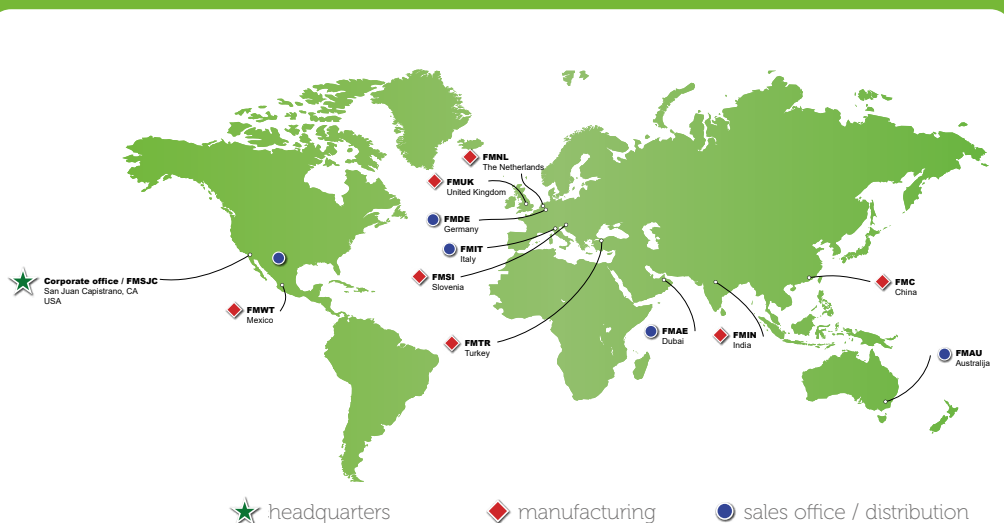 FMNL
The Netherlands
FMUK
United Kingdom
FMDE
Germany
FMIT
Italy
Corporate office / FMSJC
San Juan Capistrano, CA
USA
FMSI
Slovenia
FMC
China
FMWT
Mexico
FMTR
Turkey
FMAE
Dubai
FMIN
India
FMAU
Australija
headquarters
manufacturing
sales office / distribution